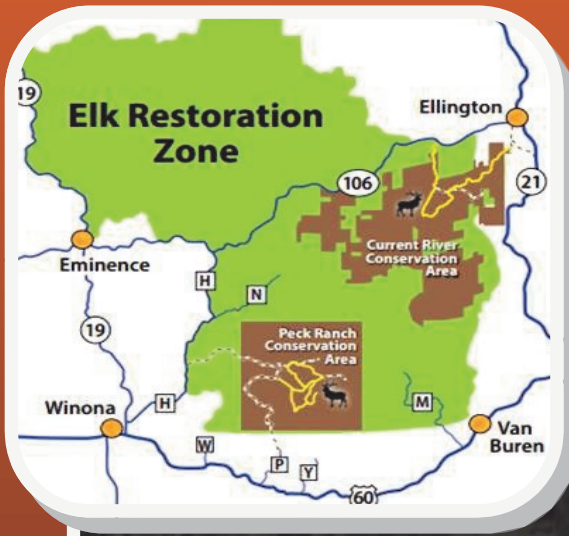 19
Elk Restoration
Zone
Ellington
106
21
Current River
Conservation
Area
Eminence
H
N
19
Peck Ranch
Conservation
Area
Winona
H
M
W
P
Y
Van
Buren
60